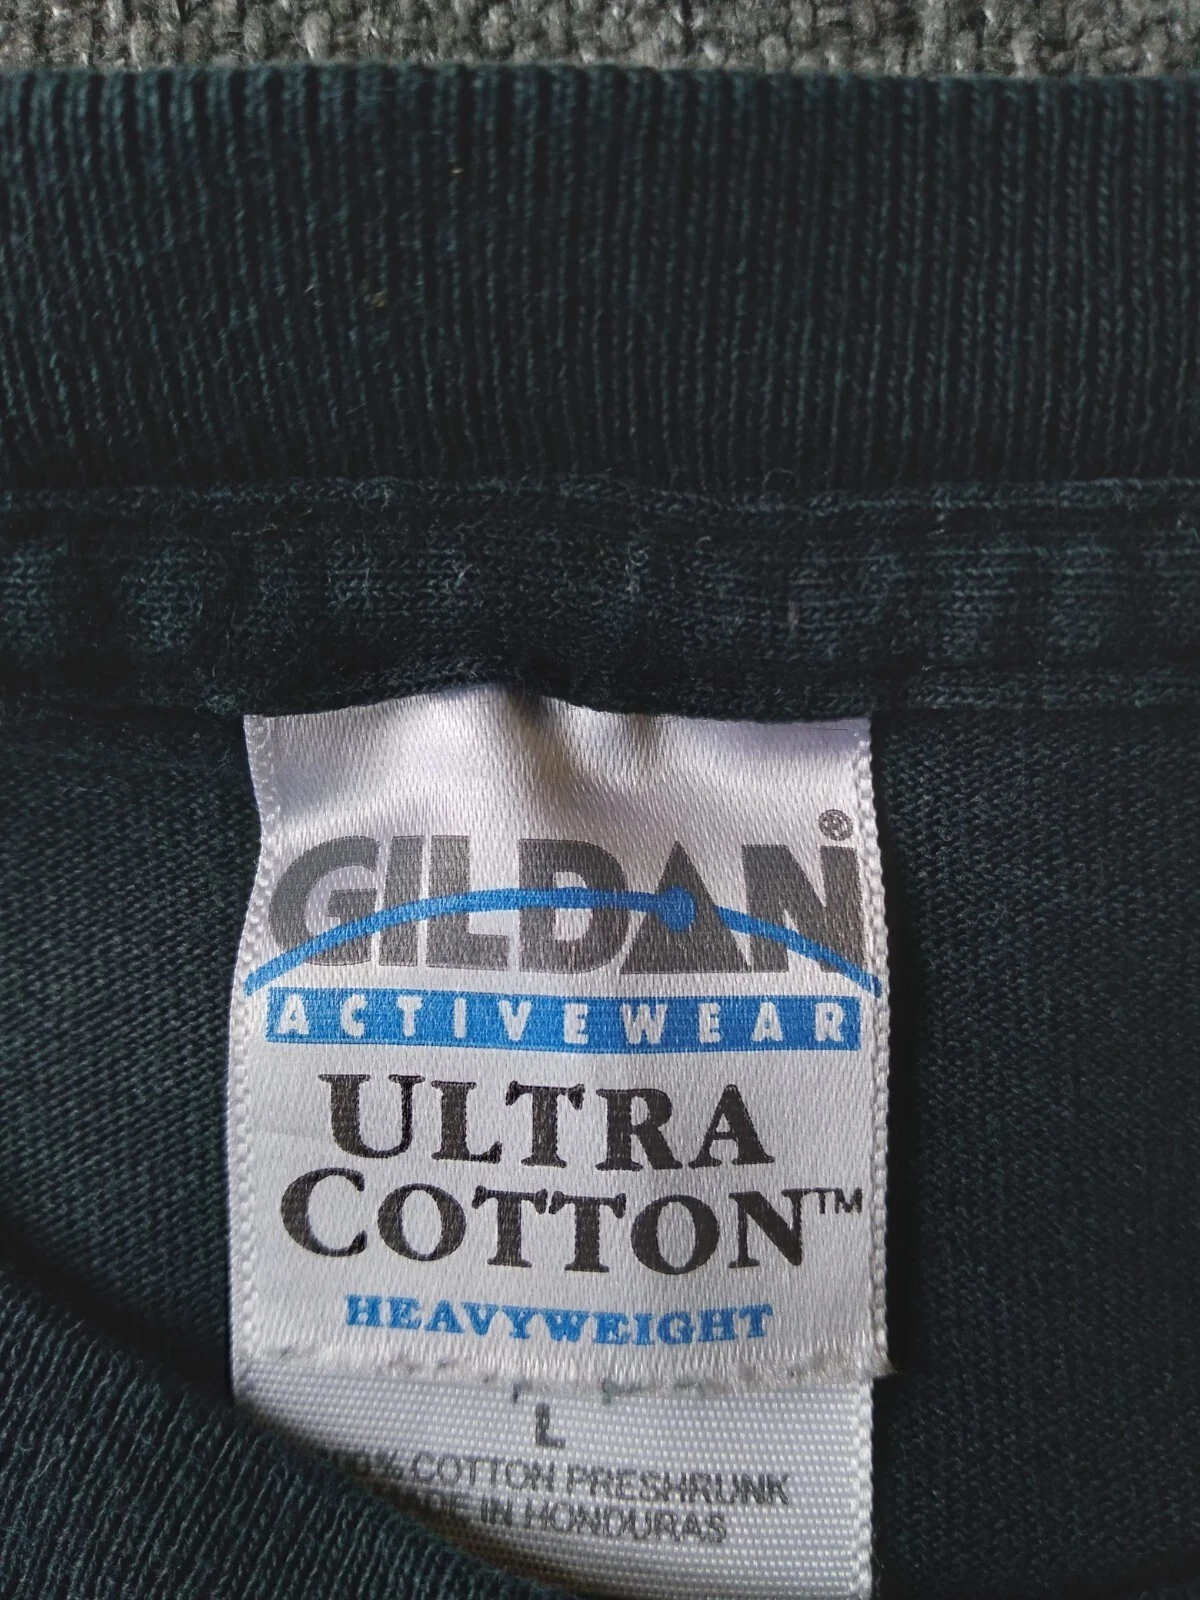 GILDAN®
ACTIVEWEAR
ULTRA
COTTON™
HEAVYWEIGHT
L
% COTTON PRESHRUNK
IN HONDURAS